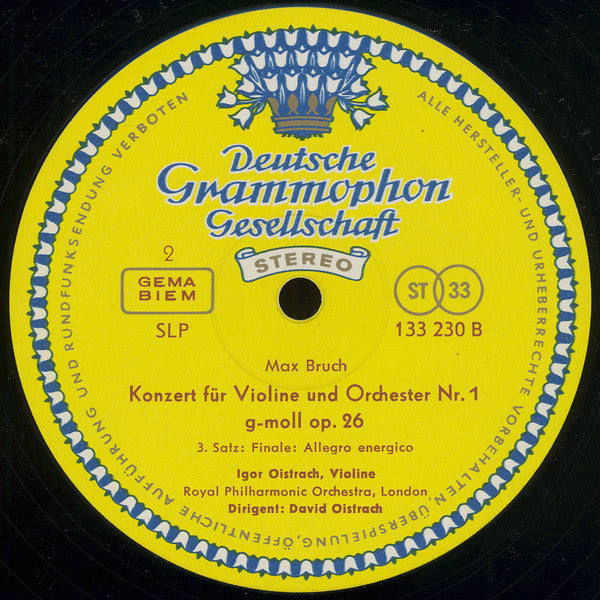 Deutsche
Grammophon
Gesellschaft
STEREO
2
GEMA
BIEM
SLP
ST 33
133 230 B
Max Bruch
Konzert für Violine und Orchester Nr. 1
g-moll op. 26
3. Satz: Finale: Allegro energico
Igor Oistrach, Violine
Royal Philharmonic Orchestra, London
Dirigent: David Oistrach
ALLE HERSTELLER- UND URHEBERRECHTE VORBEHALTEN ÜBERSPIELUNG, ÖFFENTLICHE AUFFÜHRUNG UND RUNDFUNKSENDUNG VERBOTEN